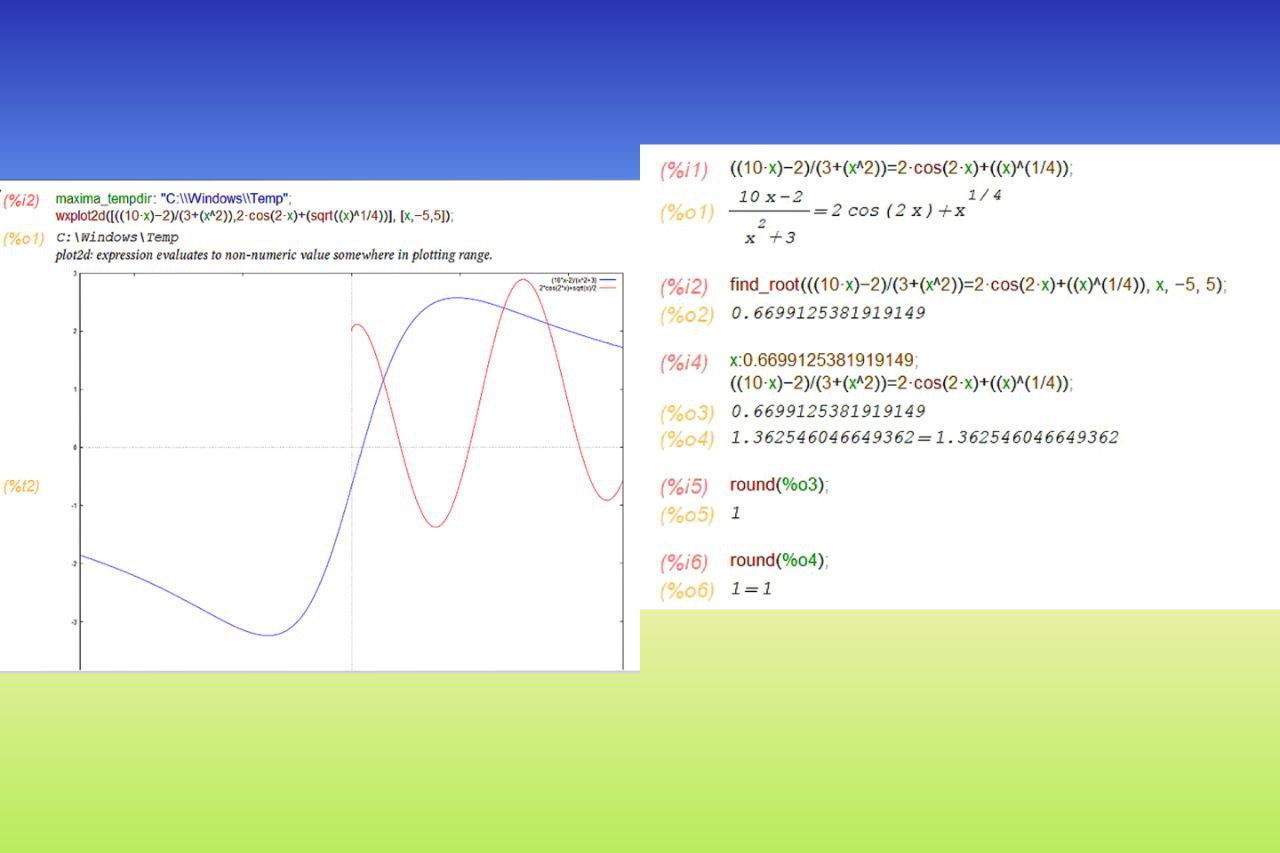 (%i2) maxima_tempdir: "C:\\Windows\\Temp";
wxplot2d([((10·x)−2)/(3+(x^2)),2·cos(2·x)+(sqrt((x)^1/4))], [x,−5,5]);
(%o1) C:\Windows\Temp
plot2d: expression evaluates to non-numeric value somewhere in plotting range.
(10*x-2)/(x^2+3)
2*cos(2*x)+sqrt(x)/2
3
2
1
0
-1
-2
-3
(%t2)
(%i1) ((10·x)−2)/(3+(x^2))=2·cos(2·x)+((x)^(1/4));
(%o1) 10 x−2 / x^2+3 = 2 cos (2 x)+x^1/4
(%i2) find_root(((10·x)−2)/(3+(x^2))=2·cos(2·x)+((x)^(1/4)), x, −5, 5);
(%o2) 0.6699125381919149
(%i4) x:0.6699125381919149;
((10·x)−2)/(3+(x^2))=2·cos(2·x)+((x)^(1/4));
(%o3) 0.6699125381919149
(%o4) 1.362546046649362=1.362546046649362
(%i5) round(%o3);
(%o5) 1
(%i6) round(%o4);
(%o6) 1=1